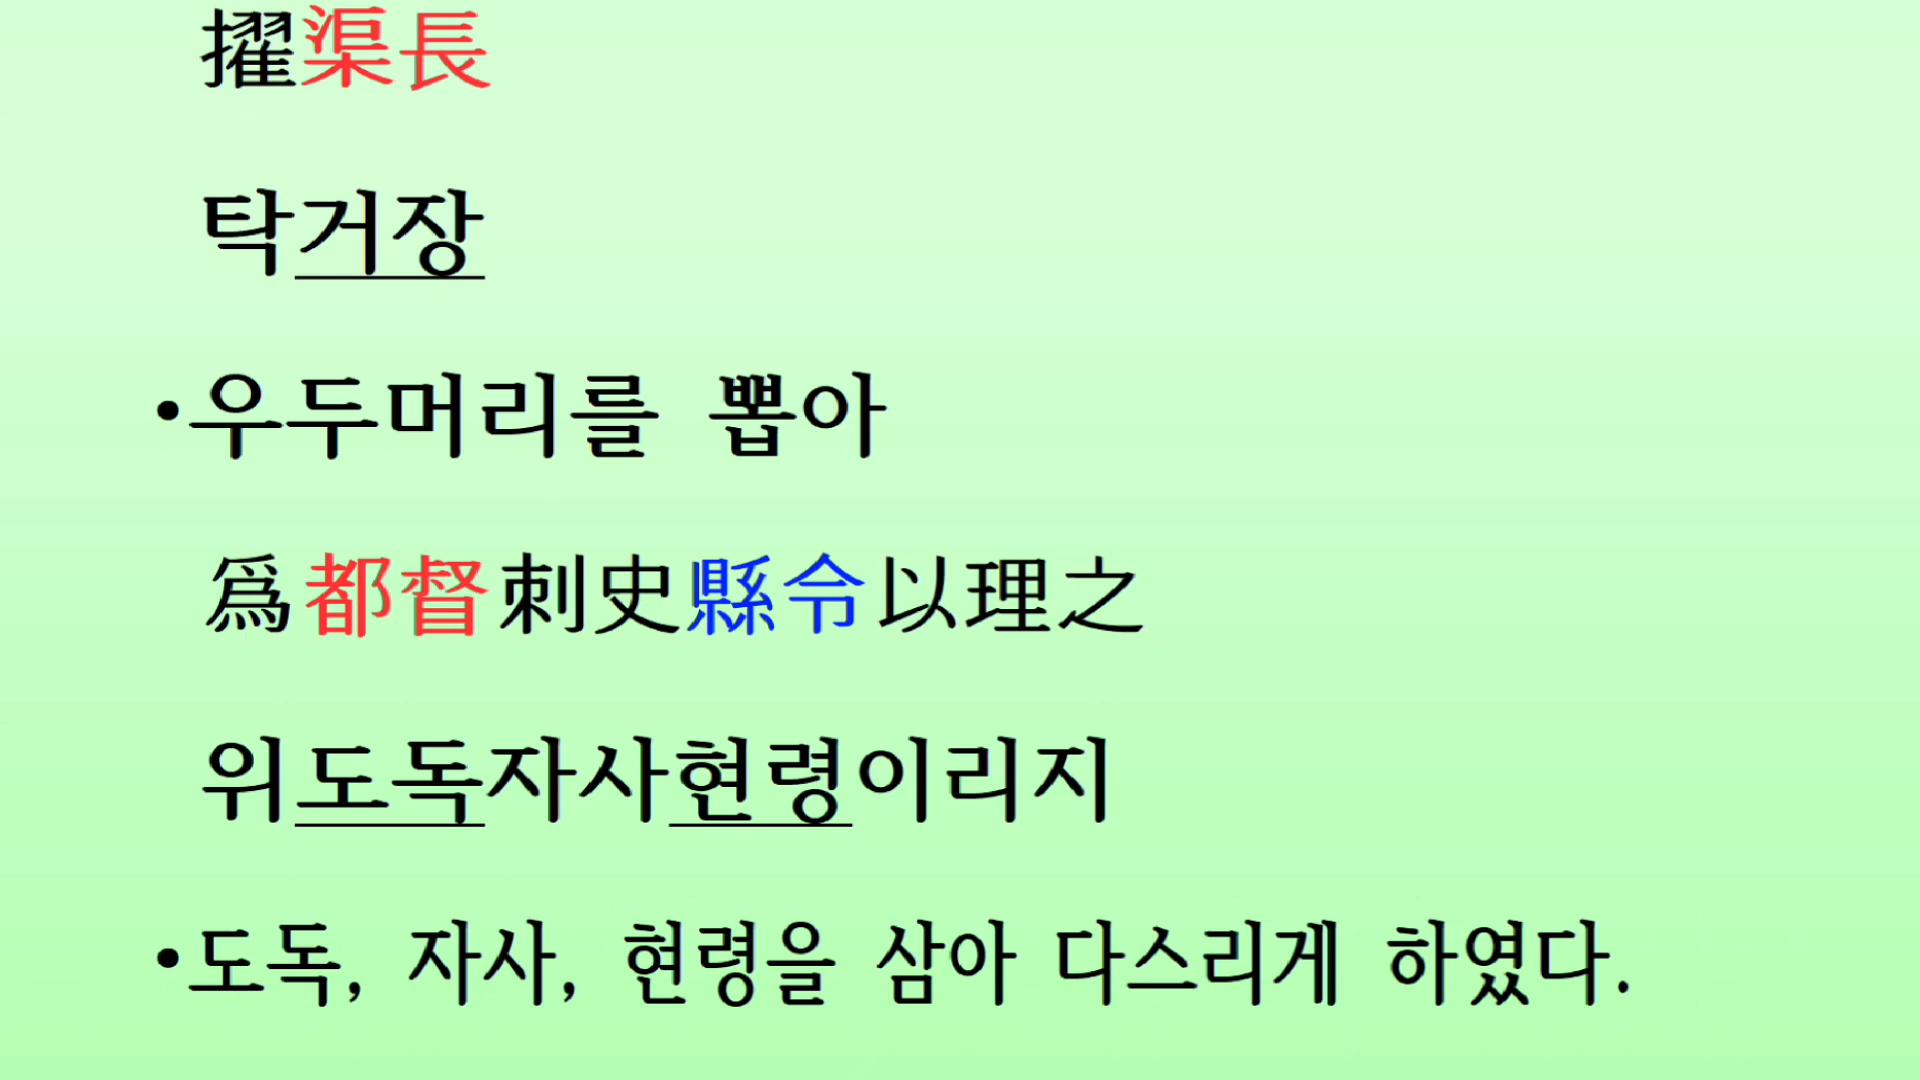 擢渠長
탁거장
•우두머리를 뽑아
爲都督刺史縣令以理之
위도독자사현령이리지
•도독, 자사, 현령을 삼아 다스리게 하였다.